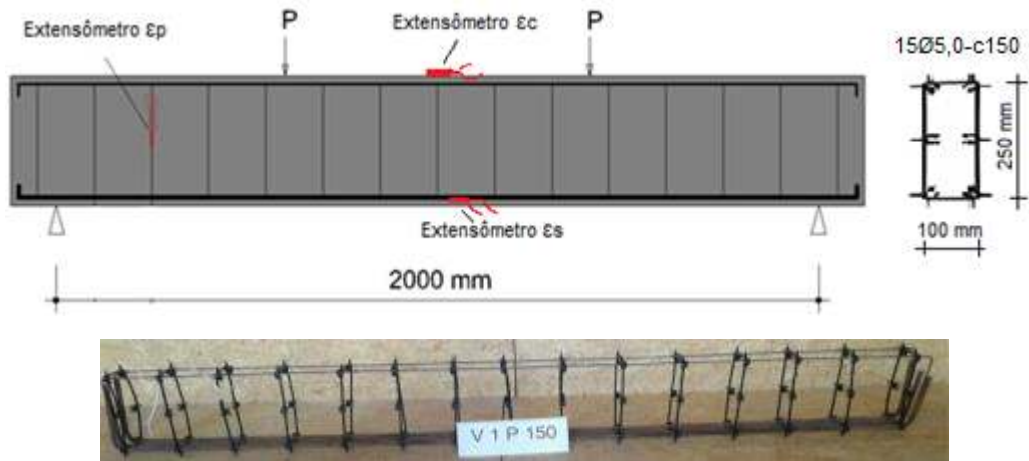 Extensômetro εp
P
Extensômetro εc
P
15Ø5,0-c150
250 mm
100 mm
Extensômetro εs
2000 mm
V 1 P 150